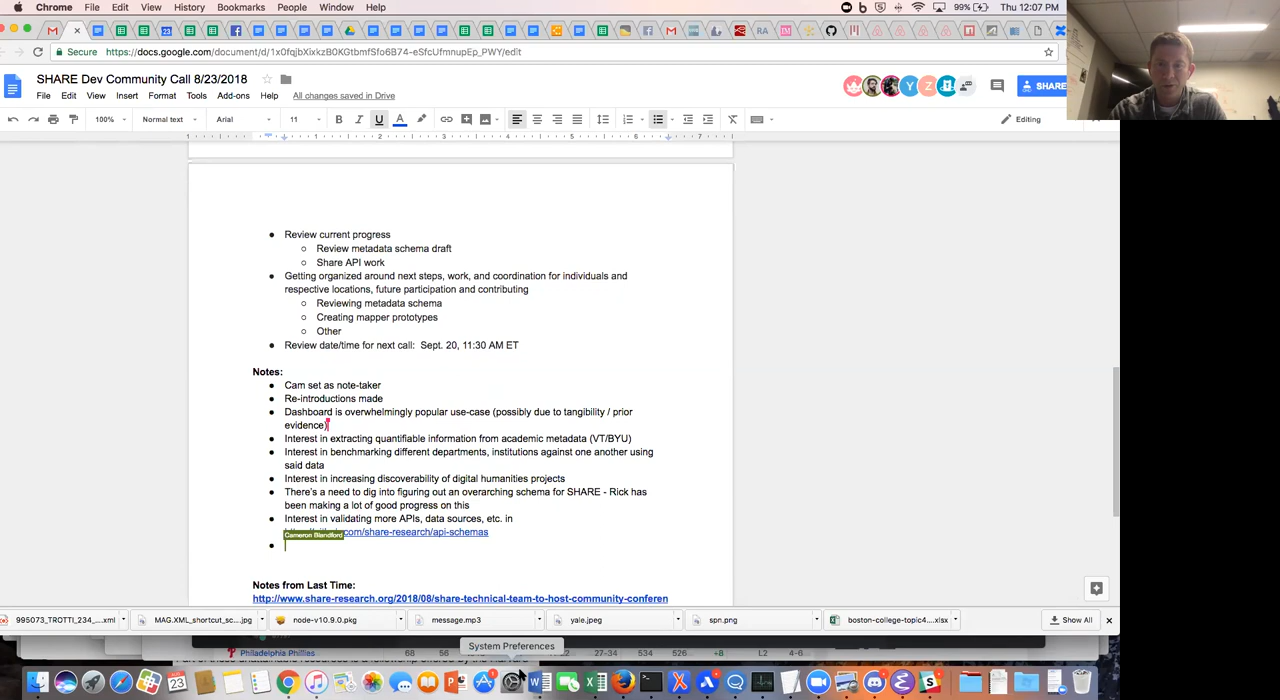 Chrome File Edit View History Bookmarks People Window Help
99% Thu 12:07 PM
Secure https://docs.google.com/document/d/1x0fqjbXixkzB0KGtbmfSfo6B74-eSfcUfmnupEp_PWY/edit
SHARE Dev Community Call 8/23/2018
File Edit View Insert Format Tools Add-ons Help All changes saved in Drive
SHARE
100% Normal text Arial 11 Editing
Review current progress
Review metadata schema draft
Share API work
Getting organized around next steps, work, and coordination for individuals and
respective locations, future participation and contributing
Reviewing metadata schema
Creating mapper prototypes
Other
Review date/time for next call: Sept. 20, 11:30 AM ET
Notes:
Cam set as note-taker
Re-introductions made
Dashboard is overwhelmingly popular use-case (possibly due to tangibility / prior
evidence)
Interest in extracting quantifiable information from academic metadata (VT/BYU)
Interest in benchmarking different departments, institutions against one another using
said data
Interest in increasing discoverability of digital humanities projects
There's a need to dig into figuring out an overarching schema for SHARE - Rick has
been making a lot of good progress on this
Interest in validating more APIs, data sources, etc. in
com/share-research/api-schemas
Cameron Blandford
Notes from Last Time:
http://www.share-research.org/2018/08/share-technical-team-to-host-community-conferen
995073_TROTTI_234_....xml MAG.XML_shortcut_sc....jpg node-v10.9.0.pkg message.mp3 yale.jpeg spn.png boston-college-topic4....xlsx Show All
System Preferences
Philadelphia Phillies 68 56